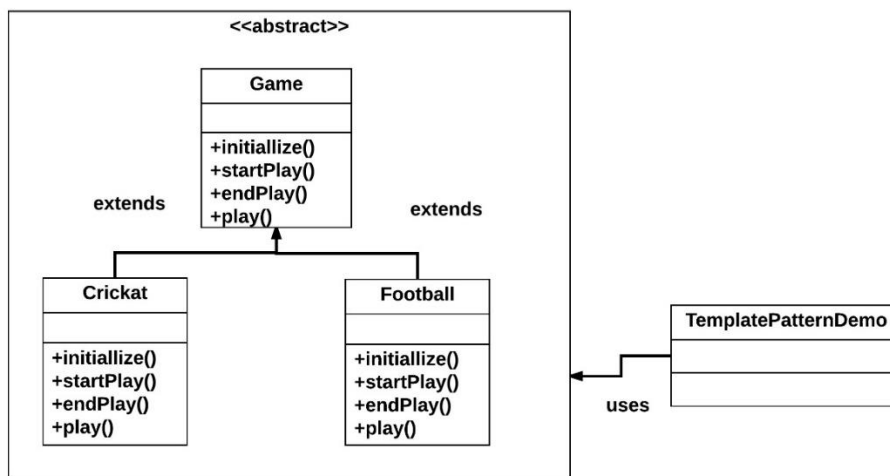 <<abstract>>
Game
+initiallize()
+startPlay()
+endPlay()
+play()
extends
extends
Crickat
+initiallize()
+startPlay()
+endPlay()
+play()
Football
+initiallize()
+startPlay()
+endPlay()
+play()
TemplatePatternDemo
uses